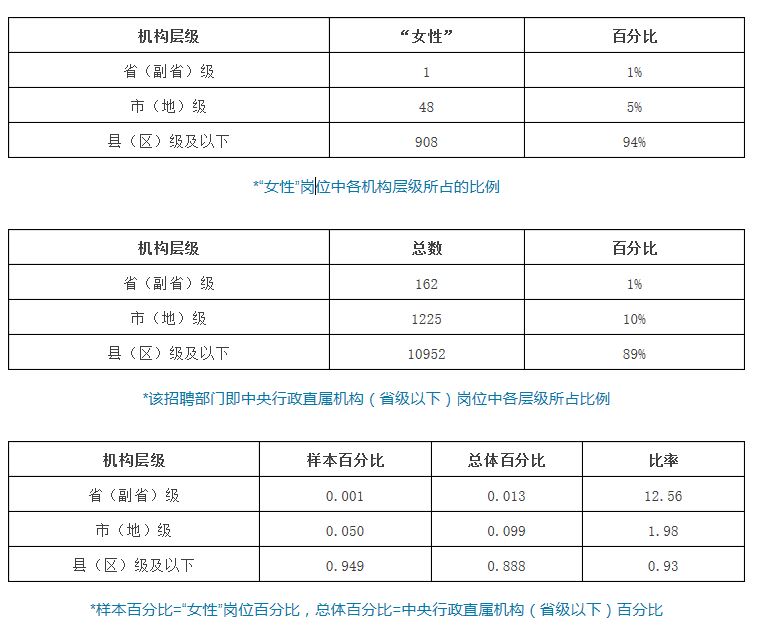 机构层级 “女性” 百分比
省（副省）级 1 1%
市（地）级 48 5%
县（区）级及以下 908 94%
*“女性”岗位中各机构层级所占的比例
机构层级 总数 百分比
省（副省）级 162 1%
市（地）级 1225 10%
县（区）级及以下 10952 89%
*该招聘部门即中央行政直属机构（省级以下）岗位中各层级所占比例
机构层级 样本百分比 总体百分比 比率
省（副省）级 0.001 0.013 12.56
市（地）级 0.050 0.099 1.98
县（区）级及以下 0.949 0.888 0.93
*样本百分比=“女性”岗位百分比，总体百分比=中央行政直属机构（省级以下）百分比